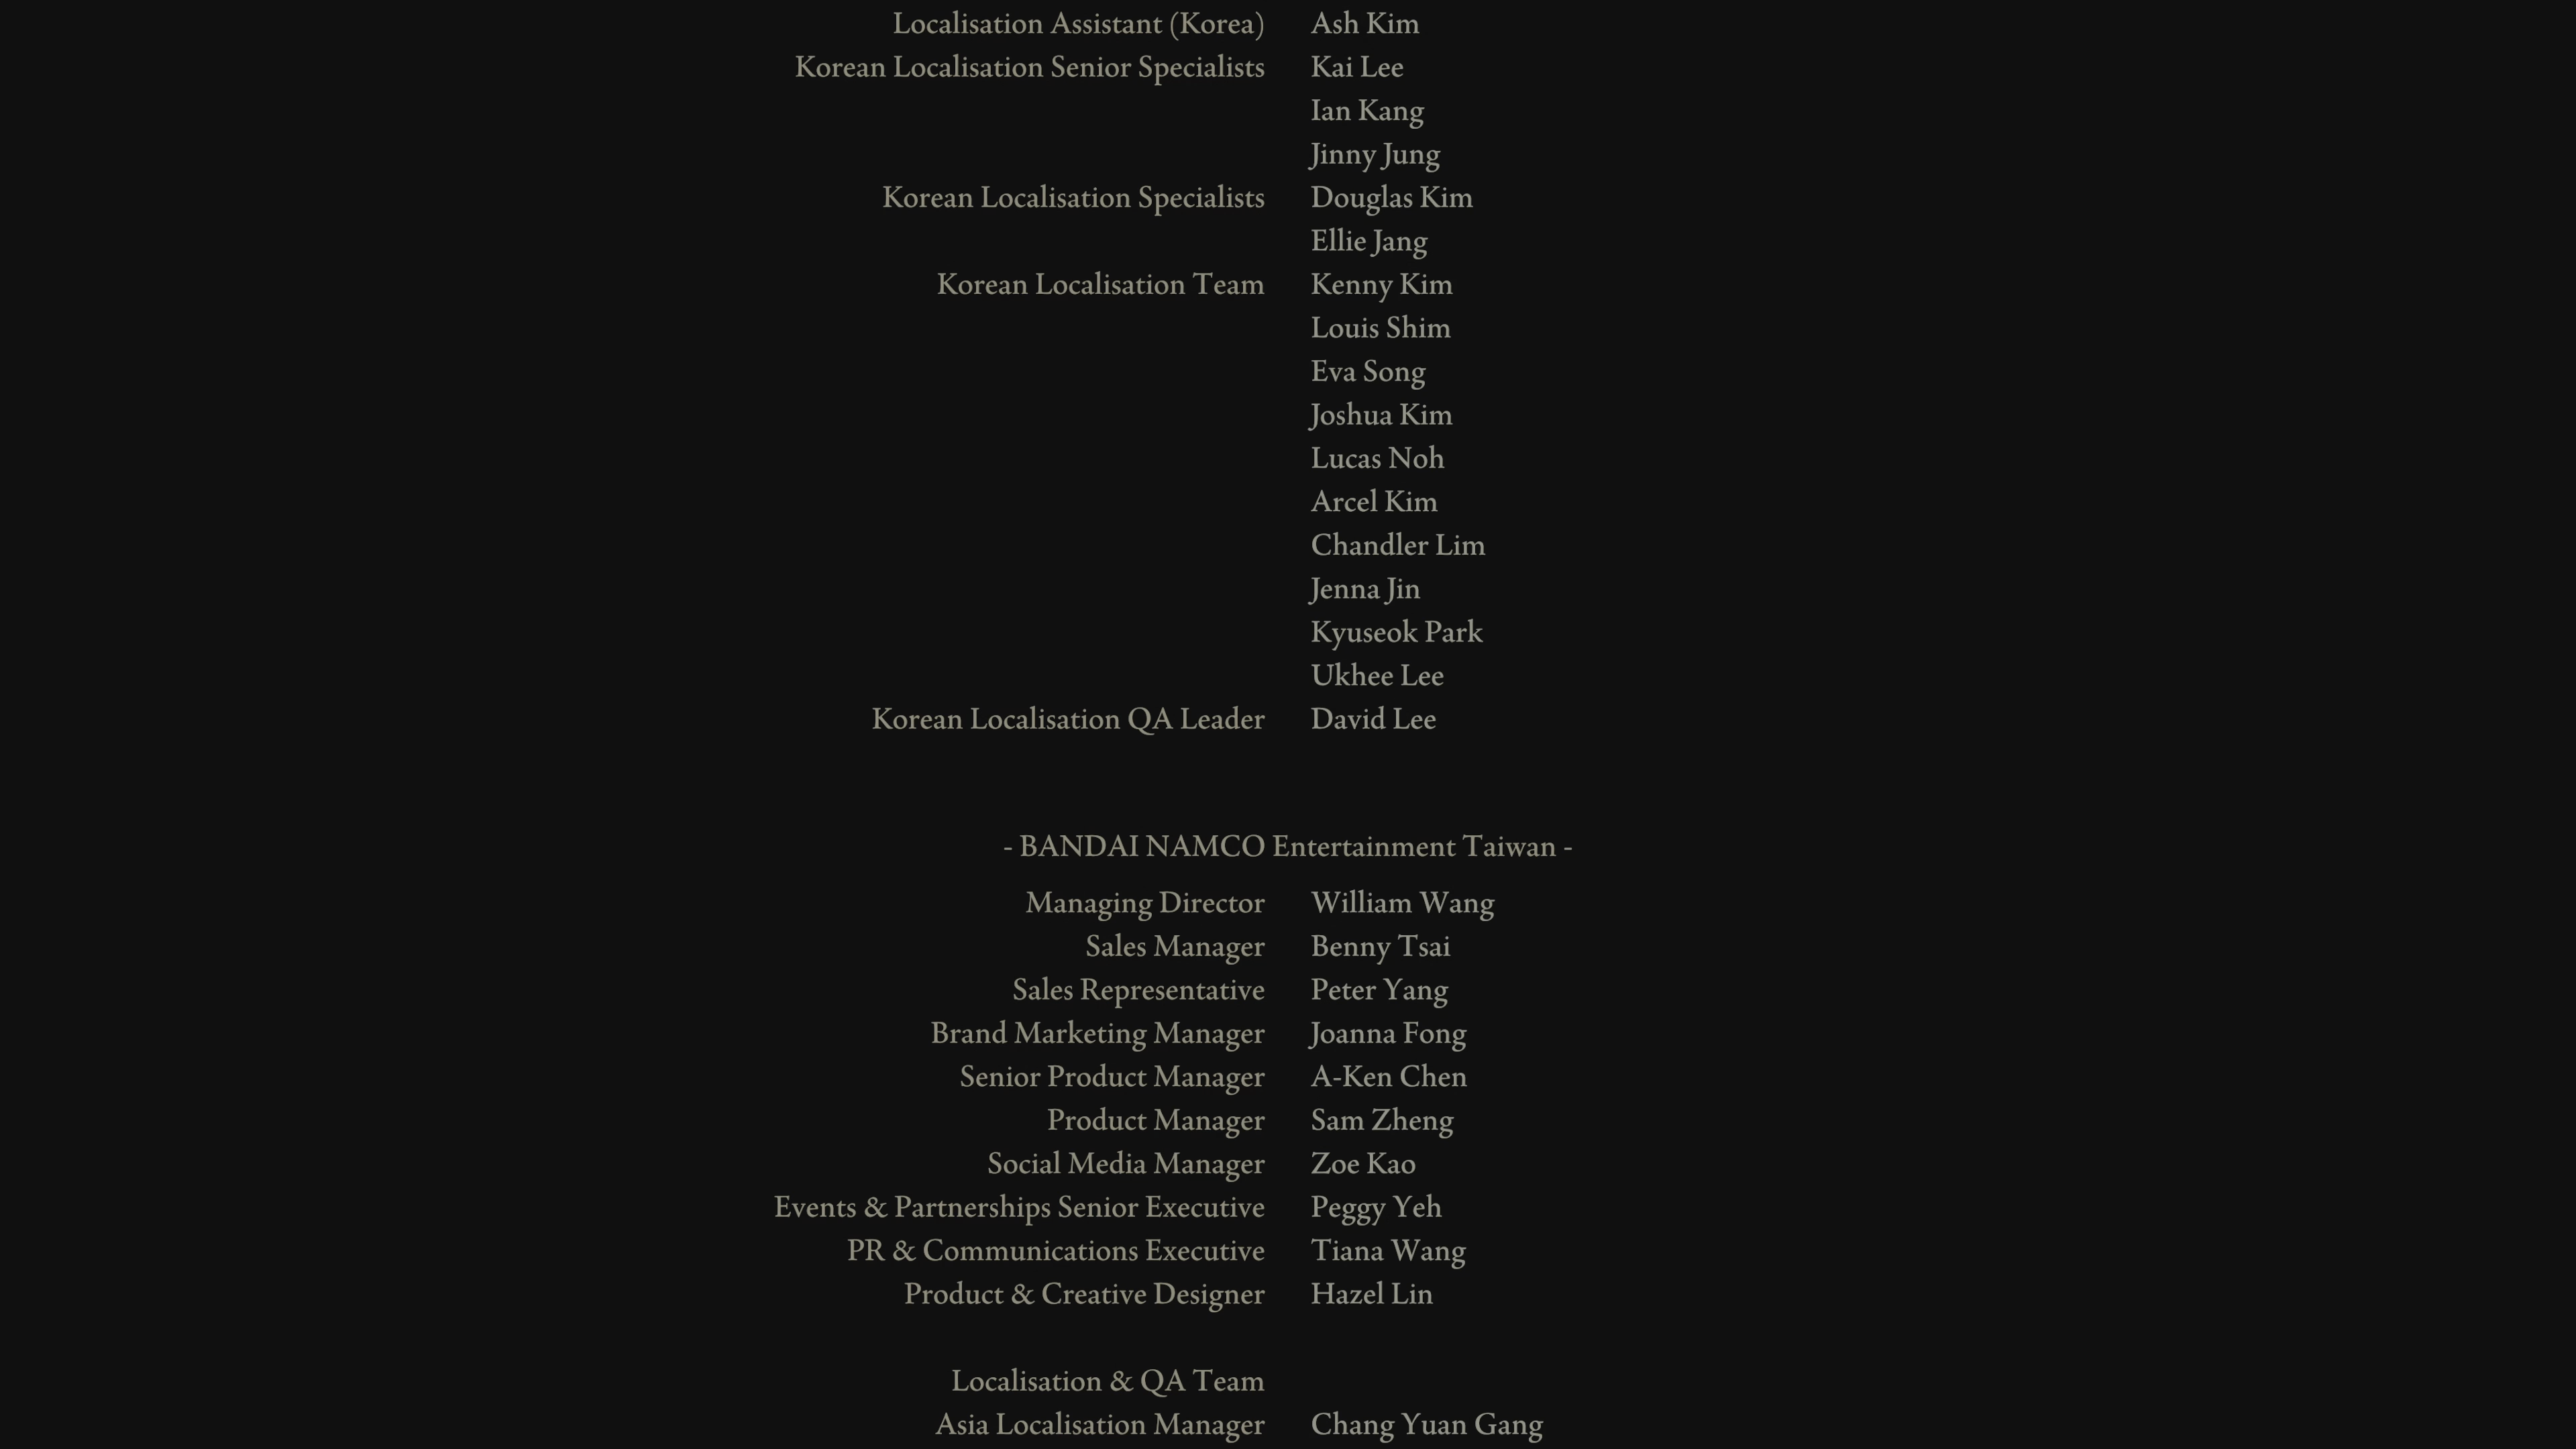 Localisation Assistant (Korea) Ash Kim
Korean Localisation Senior Specialists Kai Lee
Ian Kang
Jinny Jung
Korean Localisation Specialists Douglas Kim
Ellie Jang
Korean Localisation Team Kenny Kim
Louis Shim
Eva Song
Joshua Kim
Lucas Noh
Arcel Kim
Chandler Lim
Jenna Jin
Kyuseok Park
Ukhee Lee
Korean Localisation QA Leader David Lee
- BANDAI NAMCO Entertainment Taiwan -
Managing Director William Wang
Sales Manager Benny Tsai
Sales Representative Peter Yang
Brand Marketing Manager Joanna Fong
Senior Product Manager A-Ken Chen
Product Manager Sam Zheng
Social Media Manager Zoe Kao
Events & Partnerships Senior Executive Peggy Yeh
PR & Communications Executive Tiana Wang
Product & Creative Designer Hazel Lin
Localisation & QA Team
Asia Localisation Manager Chang Yuan Gang